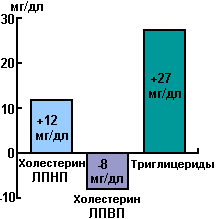 мг/дл
30
20
10
0
-10
+12
мг/дл
-8
мг/дл
+27
мг/дл
Холестерин
ЛПНП
Холестерин
ЛПВП
Триглицериды